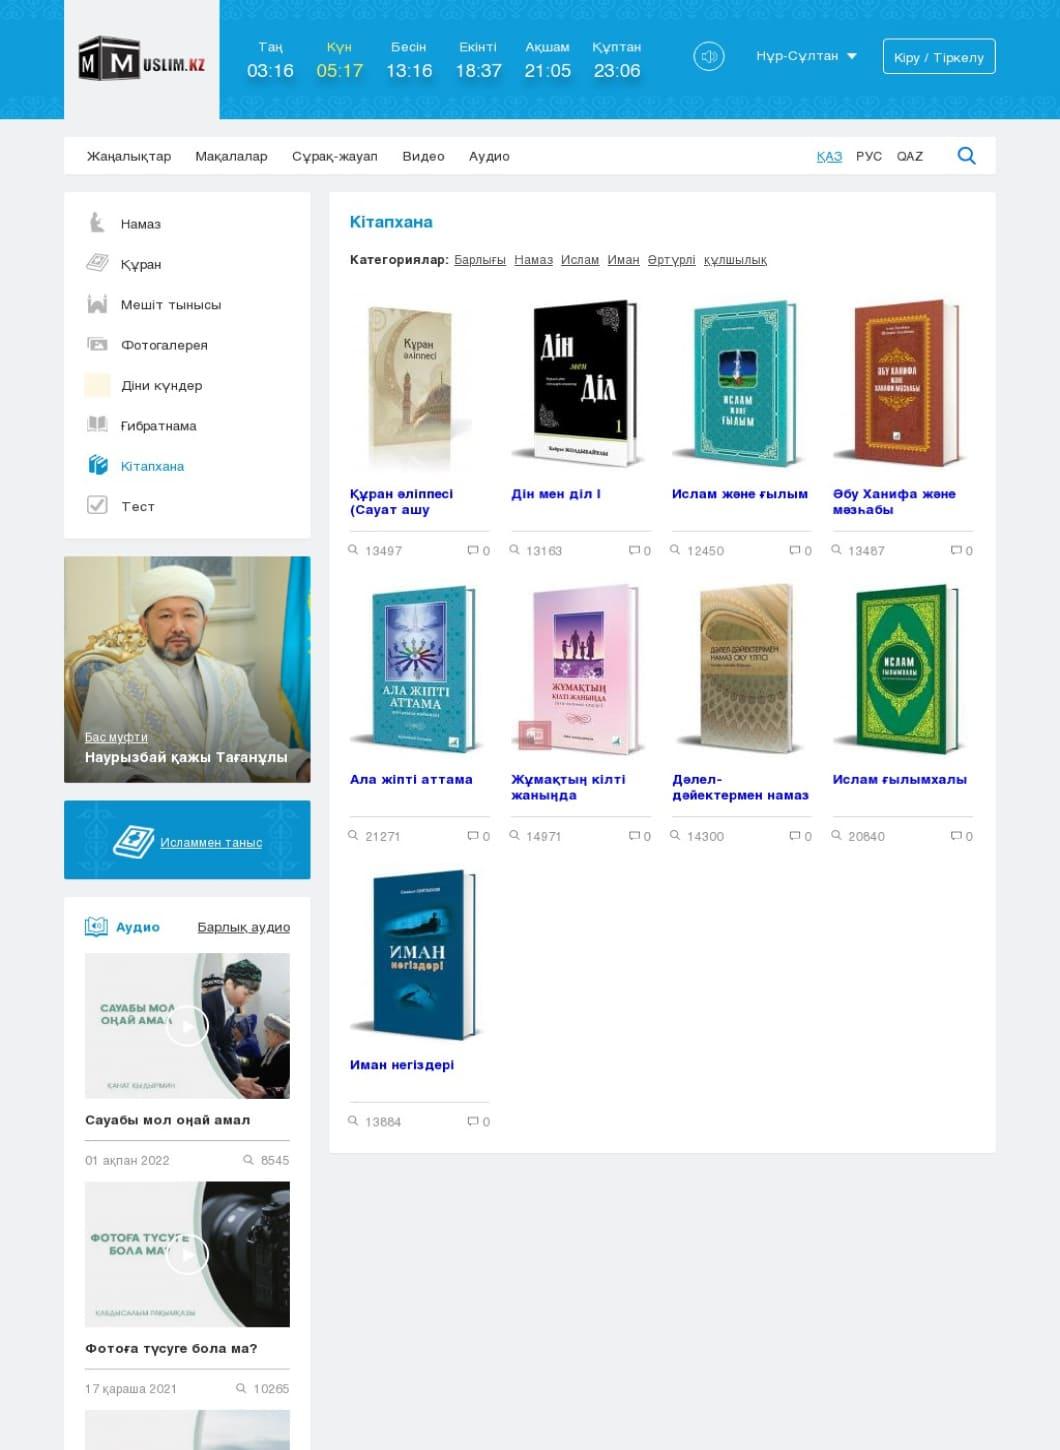 MUSLIM.KZ
Таң Күн Бесін Екінті Ақшам Құптан
03:16 05:17 13:16 18:37 21:05 23:06
Нұр-Сұлтан
Кіру / Тіркелу
Жаңалықтар Мақалалар Сұрақ-жауап Видео Аудио
ҚАЗ РУС QAZ
Намаз
Құран
Мешіт тынысы
Фотогалерея
Діни күндер
Ғибратнама
Кітапхана
Тест
Бас муфти
Наурызбай қажы Тағанұлы
Исламмен таныс
Аудио Барлық аудио
САУАБЫ МОЛ
ОҢАЙ АМАЛ
ҚАНАТ ҚЫДЫРМИН
Сауабы мол оңай амал
01 ақпан 2022 8545
ФОТОҒА ТҮСУГЕ
БОЛА МА?
ҚАБДЫСАЛЫМ РАҚЫМҚАЗЫ
Фотоға түсуге бола ма?
17 қараша 2021 10265
Кітапхана
Категориялар: Барлығы Намаз Ислам Иман Әртүрлі құлшылық
Құран
әліппесі
Дін
мен
Діл
1
Қайрат ЖОЛДЫБАЙҰЛЫ
ИСЛАМ
ЖӘНЕ
ҒЫЛЫМ
ӘБУ ХАНИФА
ЖӘНЕ
ХАНАФИ МӘЗҺАБЫ
Құран әліппесі
(Сауат ашу
Дін мен діл I
Ислам және ғылым
Әбу Ханифа және
мәзһабы
13497 0
13163 0
12450 0
13487 0
АЛА ЖІПТІ
АТТАМА
ЖҰМАҚТЫҢ
КІЛТІ ЖАНЫҢДА
ДӘЛЕЛ-ДӘЙЕКТЕРІМЕН
НАМАЗ ОҚУ ҮЛГІСІ
ИСЛАМ
ҒЫЛЫМХАЛЫ
Ала жіпті аттама
Жұмақтың кілті
жаныңда
Дәлел-
дәйектермен намаз
Ислам ғылымхалы
21271 0
14971 0
14300 0
20840 0
ИМАН
негіздері
Иман негіздері
13884 0